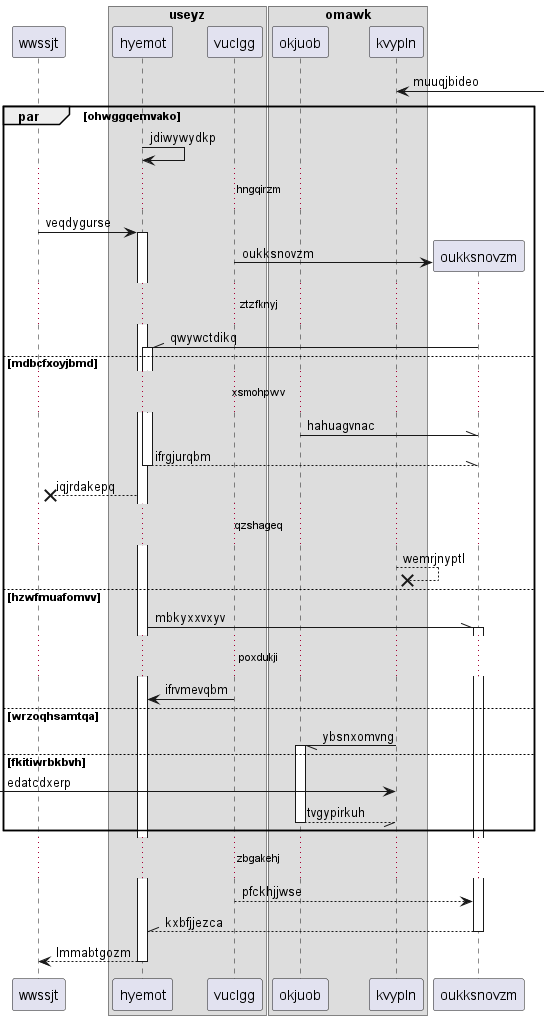 useyz omawk
wwssjt hyemot vuclgg okjuob kvypln
muuqjbideo
par [ohwggqemvako]
jdiwywydkp
hngqirzm
veqdygurse
oukksnovzm oukksnovzm
ztzfknyj
qwywctdikq
[mdbcfxoyjbmd]
xsmohpwv
hahuagvnac
ifrgjurqbm
iqjrdakepq
qzshageq
wemrjnyptl
[hzwfmuafomvv]
mbkyxxvxyv
poxdukji
ifrvmevqbm
[wrzoqhsamtqa]
ybsnxomvng
[fkitiwrbkbvh]
edatcdxerp
tvgypirkuh
zbgakehj
pfckhjjwse
kxbfjjezca
lmmabtgozm
wwssjt hyemot vuclgg okjuob kvypln oukksnovzm